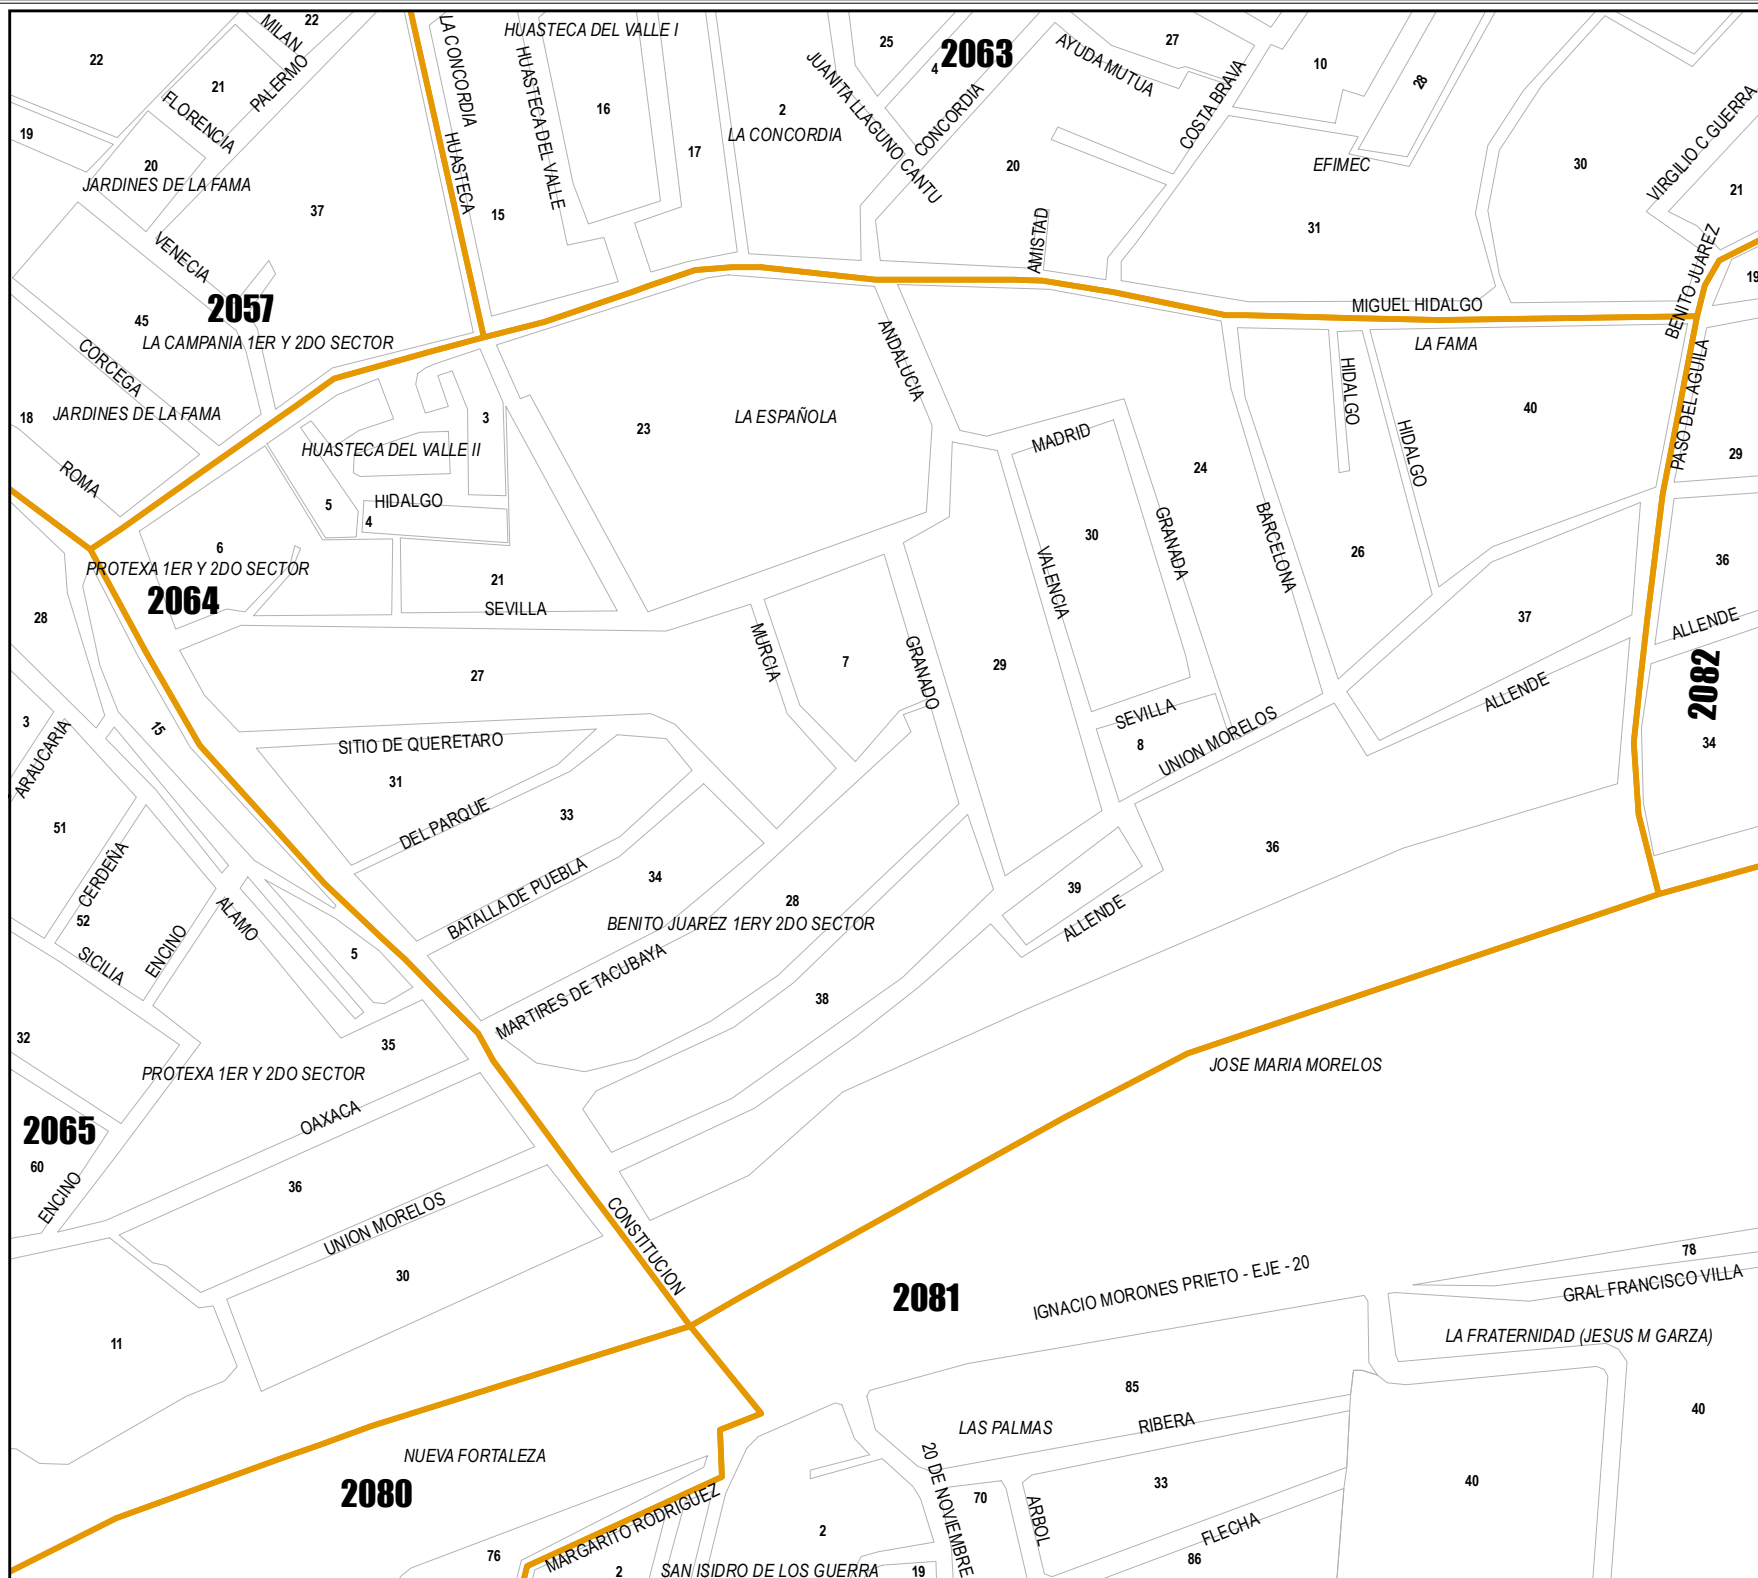 22
MILAN
22
LA CONCORDIA
HUASTECA DEL VALLE I
25
4
2063
AYUDA MUTUA
27
10
28
22
21
PALERMO
FLORENCIA
HUASTECA DEL VALLE
16
2
LA CONCORDIA
JUANITA LLAGUNO CANTU
CONCORDIA
COSTA BRAVA
VIRGILIO C. GUERRA
19
20
JARDINES DE LA FAMA
HUASTECA
17
20
EFIMEC
30
21
37
15
AMISTAD
31
BENITO JUAREZ
VENECIA
2057
45
LA CAMPANIA 1ER Y 2DO SECTOR
MIGUEL HIDALGO
19
LA FAMA
CORCEGA
ANDALUCIA
HIDALGO
PASO DEL AGUILA
18
JARDINES DE LA FAMA
3
23
LA ESPAÑOLA
40
HUASTECA DEL VALLE II
MADRID
HIDALGO
29
ROMA
24
5
HIDALGO
4
GRANADA
BARCELONA
30
6
PROTEXA 1ER Y 2DO SECTOR
2064
21
SEVILLA
VALENCIA
26
36
28
37
ALLENDE
MURCIA
7
GRANADO
29
27
2082
ALLENDE
3
ARAUCARIA
15
SITIO DE QUERETARO
SEVILLA
8
UNION MORELOS
34
31
51
DEL PARQUE
33
CERDEÑA
36
52
BATALLA DE PUEBLA
34
39
28
BENITO JUAREZ 1ERY 2DO SECTOR
ALLENDE
ALAMO
SICILIA
ENCINO
5
MARTIRES DE TACUBAYA
38
32
35
PROTEXA 1ER Y 2DO SECTOR
JOSE MARIA MORELOS
2065
OAXACA
60
ENCINO
36
UNION MORELOS
CONSTITUCION
30
78
2081
IGNACIO MORONES PRIETO - EJE - 20
GRAL FRANCISCO VILLA
11
LA FRATERNIDAD (JESUS M GARZA)
85
40
LAS PALMAS
RIBERA
NUEVA FORTALEZA
2080
20 DE NOVIEMBRE
70
ARBOL
33
40
MARGARITO RODRIGUEZ
2
FLECHA
76
86
2
SAN ISIDRO DE LOS GUERRA
19